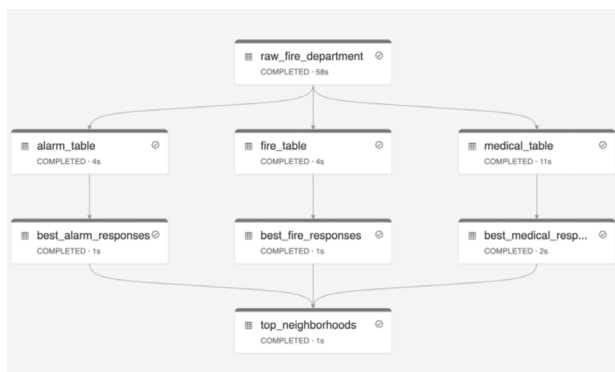 raw_fire_department
COMPLETED · 58s
alarm_table
COMPLETED · 4s
fire_table
COMPLETED · 4s
medical_table
COMPLETED · 11s
best_alarm_responses
COMPLETED · 1s
best_fire_responses
COMPLETED · 1s
best_medical_resp...
COMPLETED · 2s
top_neighborhoods
COMPLETED · 1s